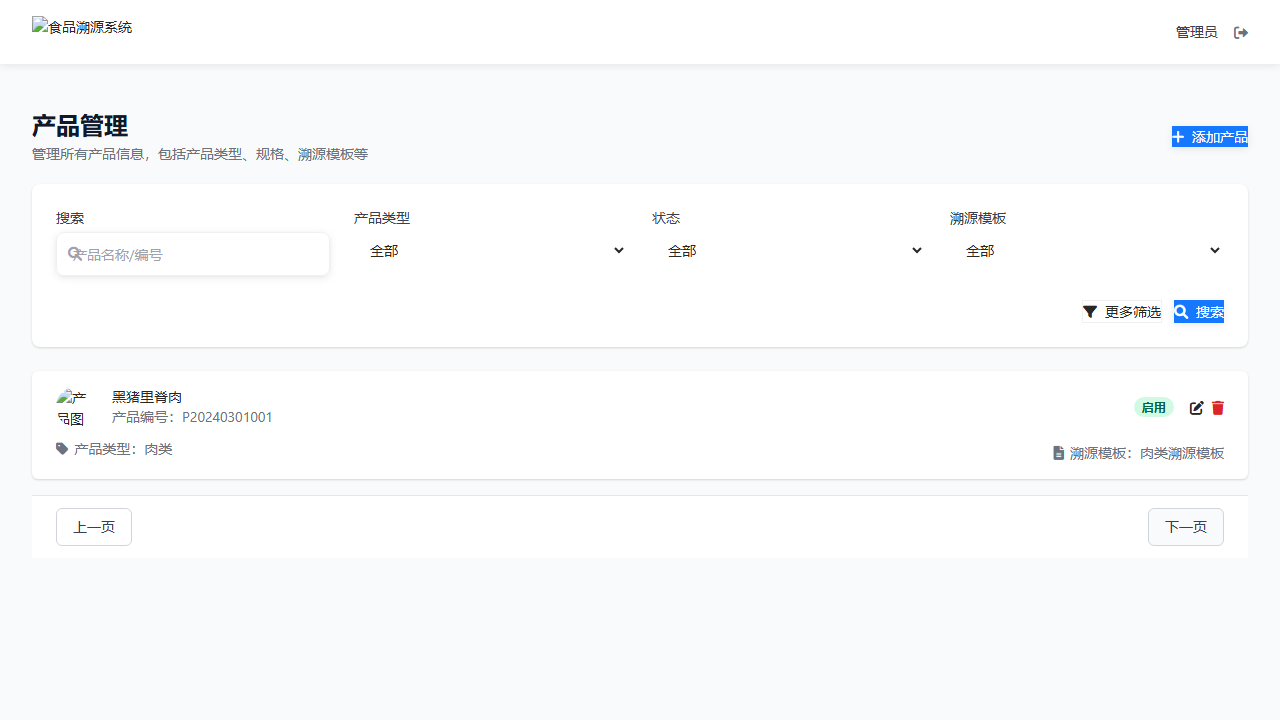 食品溯源系统
管理员
产品管理
管理所有产品信息，包括产品类型、规格、溯源模板等
添加产品
搜索
产品类型
状态
溯源模板
产品名称/编号
全部
全部
全部
更多筛选
搜索
产
品图
黑猪里脊肉
产品编号：P20240301001
启用
产品类型：肉类
溯源模板：肉类溯源模板
上一页
下一页